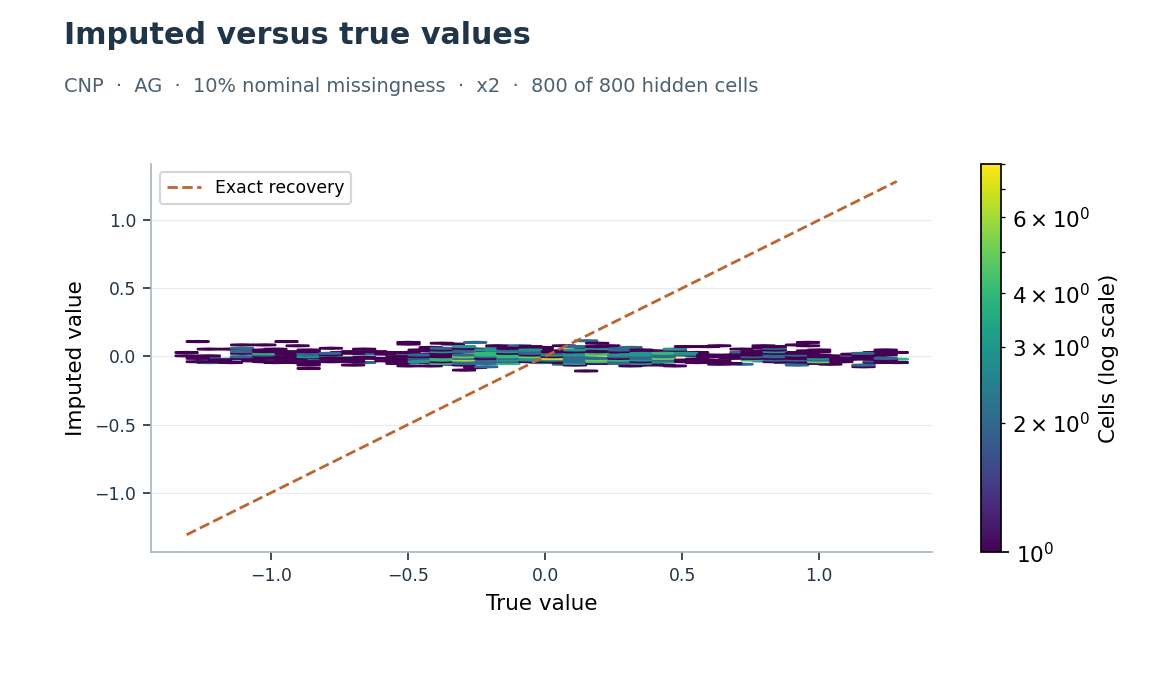 Imputed versus true values
CNP · AG · 10% nominal missingness · x2 · 800 of 800 hidden cells
Exact recovery
1.0
0.5
0.0
−0.5
−1.0
Imputed value
−1.0
−0.5
0.0
0.5
1.0
True value
6 × 10⁰
4 × 10⁰
3 × 10⁰
2 × 10⁰
10⁰
Cells (log scale)